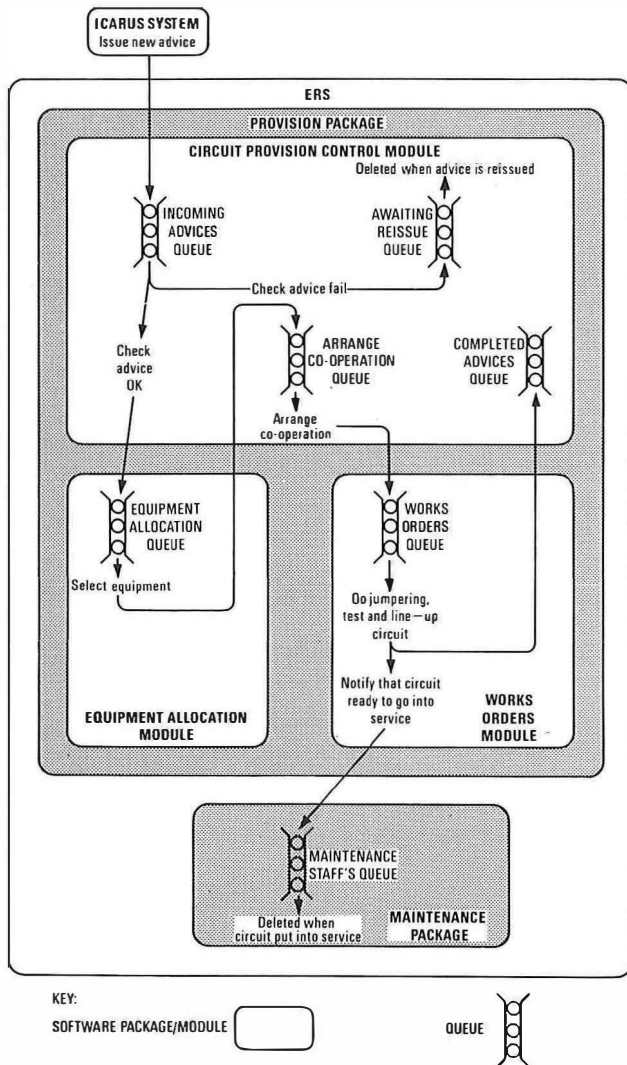 ICARUS SYSTEM
Issue new advice
ERS
PROVISION PACKAGE
CIRCUIT PROVISION CONTROL MODULE
Deleted when advice is reissued
INCOMING
ADVICES
QUEUE
AWAITING
REISSUE
QUEUE
Check advice fail
Check
advice
OK
ARRANGE
CO-OPERATION
QUEUE
COMPLETED
ADVICES
QUEUE
Arrange
co-operation
EQUIPMENT
ALLOCATION
QUEUE
WORKS
ORDERS
QUEUE
Select equipment
Oo jumpering,
test and line-up
circuit
Notify that circuit
ready to go into
service
EQUIPMENT ALLOCATION
MODULE
WORKS
ORDERS
MODULE
MAINTENANCE
STAFF'S QUEUE
Deleted when
circuit put into service
MAINTENANCE
PACKAGE
KEY:
SOFTWARE PACKAGE/MODULE
QUEUE